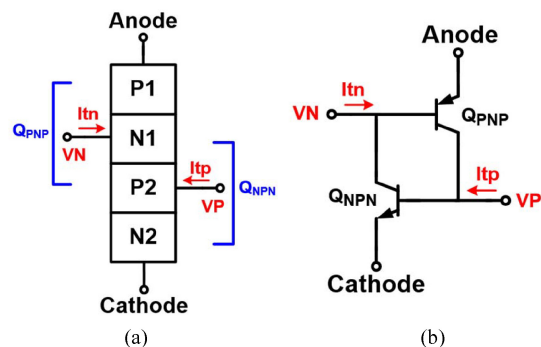 Anode
P1
Itn
QPNP
VN
N1
P2
Itp
VP
QNPN
N2
Cathode
(a)
Anode
Itn
VN
QPNP
Itp
QNPN
VP
Cathode
(b)